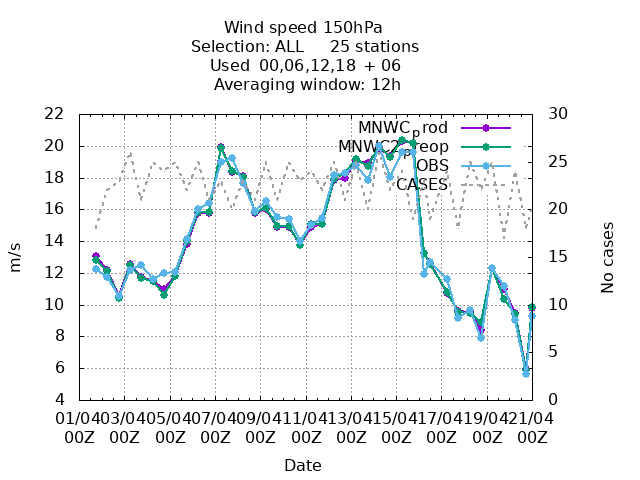 Wind speed 150hPa
Selection: ALL 25 stations
Used 00,06,12,18 + 06
Averaging window: 12h
22 30
20 25
18 20
16 15
14 10
12 5
10 0
8
6
4
MNWC_prod
MNWC2_preop
OBS
CASES
m/s
No cases
01/04 03/04 05/04 07/04 09/04 11/04 13/04 15/04 17/04 19/04 21/04
00Z 00Z 00Z 00Z 00Z 00Z 00Z 00Z 00Z 00Z 00Z
Date